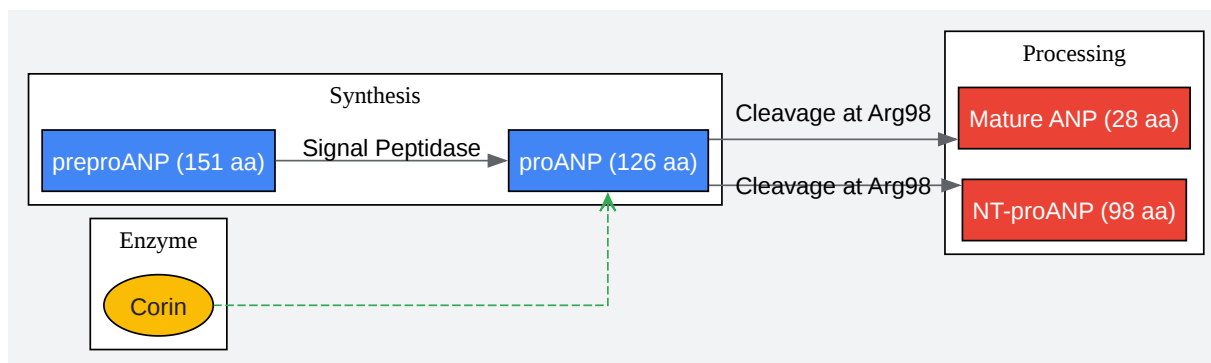 Synthesis
preproANP (151 aa)
Signal Peptidase
proANP (126 aa)
Cleavage at Arg98
Cleavage at Arg98
Processing
Mature ANP (28 aa)
NT-proANP (98 aa)
Enzyme
Corin